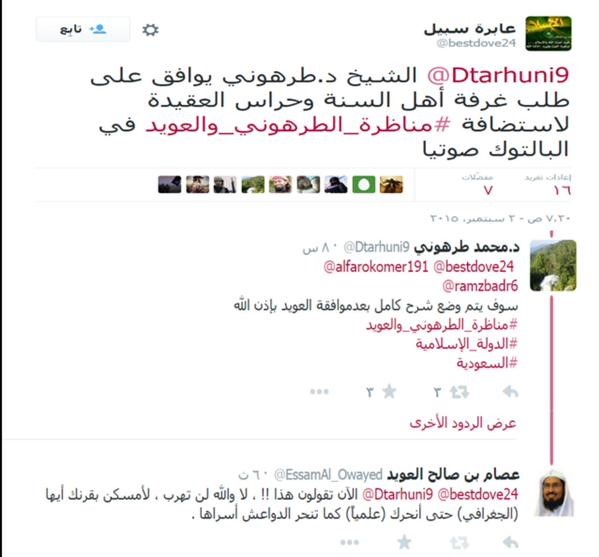 عابرة سبيل
@bestdove24
تابع
@Dtarhuni9 الشيخ د.طرهوني يوافق على
طلب غرفة أهل السنة وحراس العقيدة
لاستضافة #مناظرة_الطرهوني_والعويد في
البالتوك صوتيا
إعادات تغريد
١٦
مفضلات
٧
٧:٢٠ ص - ٢ سبتمبر، ٢٠١٥
د.محمد طرهوني @Dtarhuni9 · ٨ س
@alfarokomer191 @bestdove24
@ramzbadr6
سوف يتم وضع شرح كامل بعدموافقة العويد بإذن الله
#مناظرة_الطرهوني_والعويد
#الدولة_الإسلامية
#السعودية
٣ ٣
عرض الردود الأخرى
عصام بن صالح العويد @EssamAl_Owayed · ٦ ث
@Dtarhuni9 @bestdove24 الآن تقولون هذا !! ، لا والله لن تهرب ، لأمسكن بقرنك أيها
(الجغرافي) حتى أنحرك (علمياً) كما تنحر الدواعش أسراها .